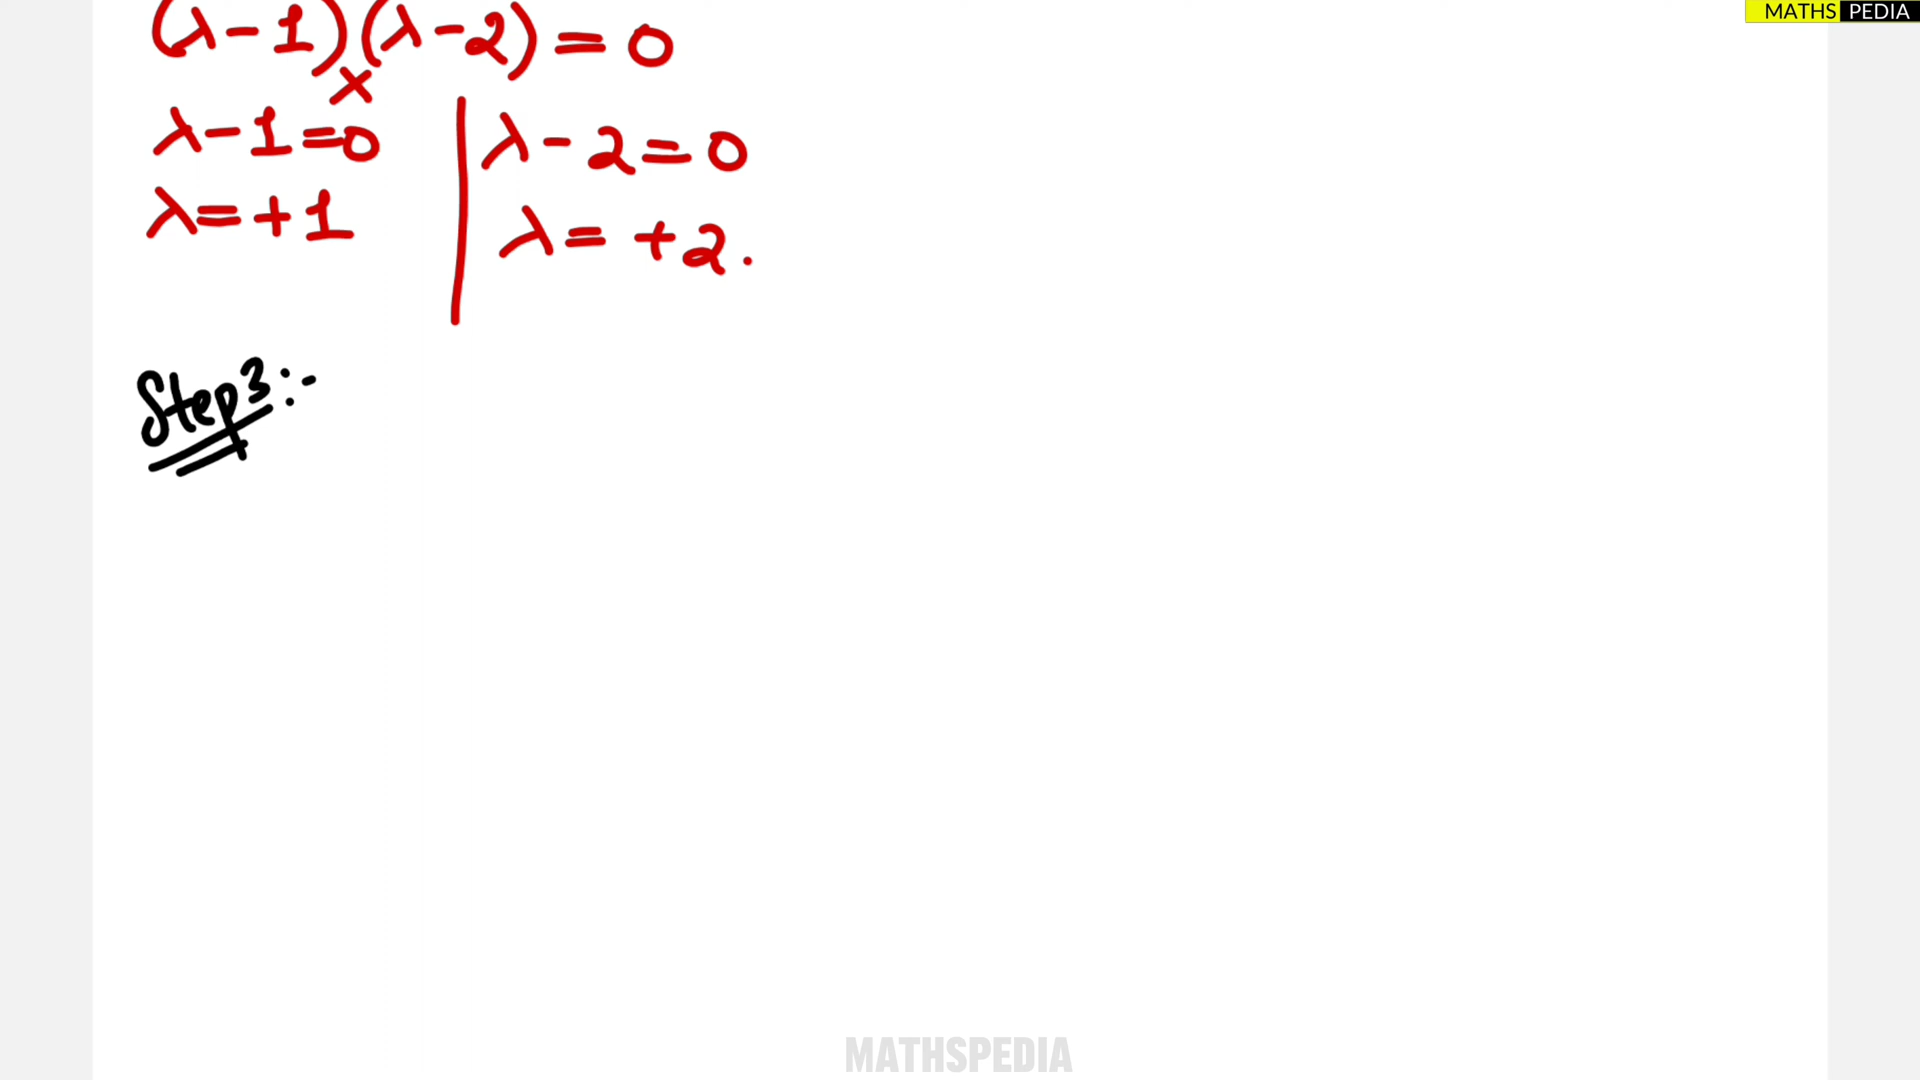 MATHS PEDIA
(λ-1)(λ-2)=0
×
λ-1=0 | λ-2=0
λ=+1 | λ=+2.
Step3:-
MATHSPEDIA